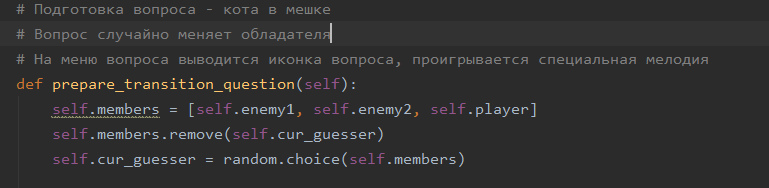 # Подготовка вопроса - кота в мешке
# Вопрос случайно меняет обладателя
# На меню вопроса выводится иконка вопроса, проигрывается специальная мелодия
def prepare_transition_question(self):
    self.members = [self.enemy1, self.enemy2, self.player]
    self.members.remove(self.cur_guesser)
    self.cur_guesser = random.choice(self.members)